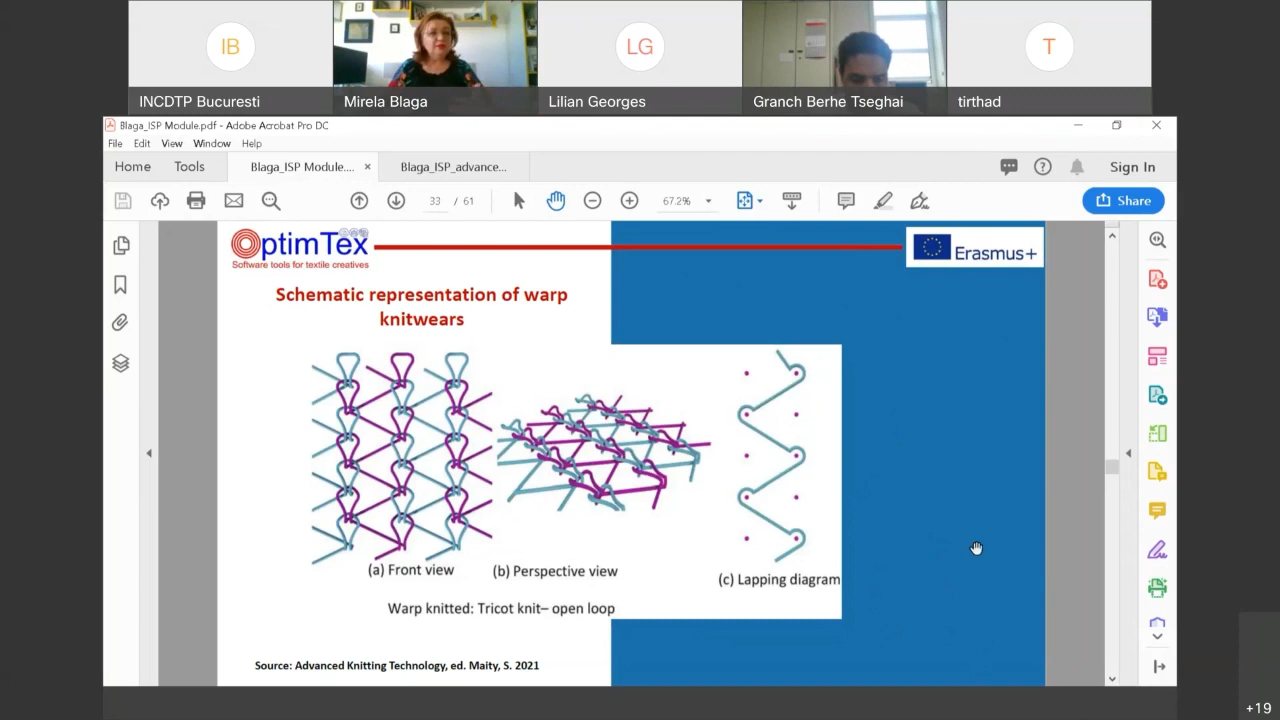 IB
LG
T
INCDTP Bucuresti
Mirela Blaga
Lilian Georges
Granch Berhe Tseghai
tirthad
Blaga_ISP Module.pdf - Adobe Acrobat Pro DC
File Edit View Window Help
Home Tools Blaga_ISP Module.... × Blaga_ISP_advance... Sign In
33 / 61 67.2% Share
OptimTex
Software tools for textile creatives
Erasmus+
Schematic representation of warp
knitwears
(a) Front view
(b) Perspective view
(c) Lapping diagram
Warp knitted: Tricot knit– open loop
Source: Advanced Knitting Technology, ed. Maity, S. 2021
+19